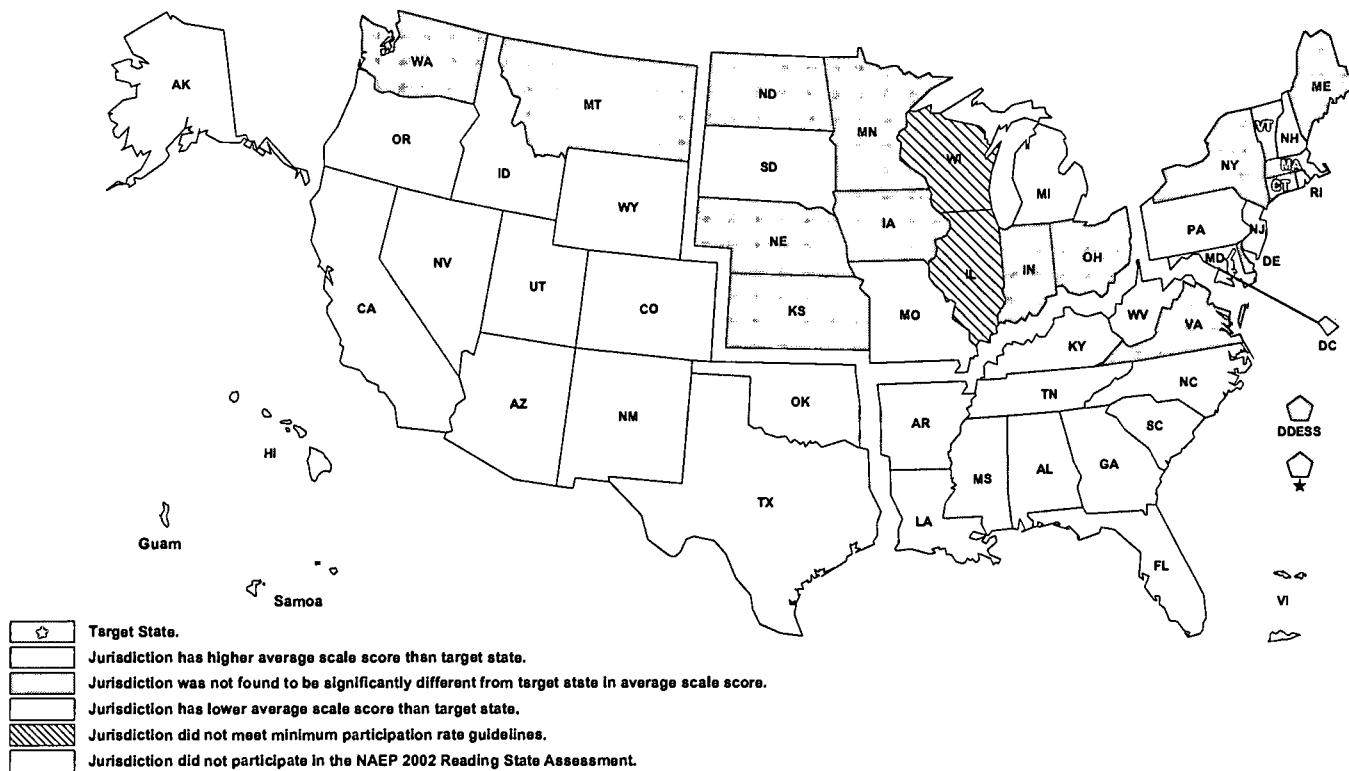 AK
WA
MT
ND
MN
ME
OR
ID
WY
SD
WI
MI
NY
VT
NH
MA
CT
RI
NV
UT
CO
NE
IA
IL
IN
OH
PA
NJ
MD
DE
CA
KS
MO
KY
WV
VA
DC
AZ
NM
OK
AR
TN
NC
SC
DDESS
HI
TX
LA
MS
AL
GA
FL
Guam
Samoa
VI
Target State.
Jurisdiction has higher average scale score than target state.
Jurisdiction was not found to be significantly different from target state in average scale score.
Jurisdiction has lower average scale score than target state.
Jurisdiction did not meet minimum participation rate guidelines.
Jurisdiction did not participate in the NAEP 2002 Reading State Assessment.